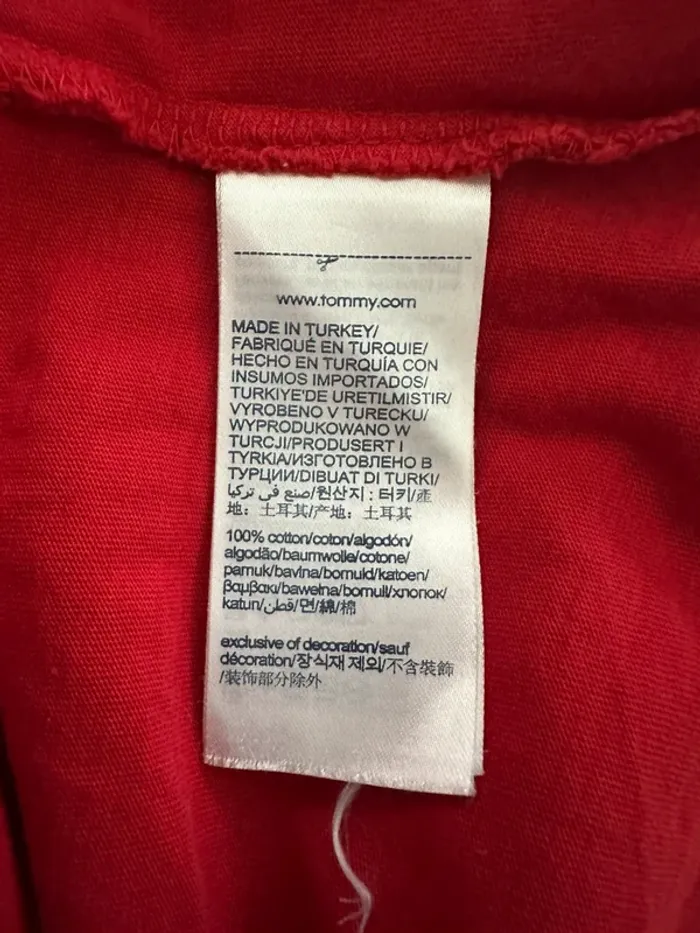 www.tommy.com
MADE IN TURKEY/
FABRIQUÉ EN TURQUIE/
HECHO EN TURQUÍA CON
INSUMOS IMPORTADOS/
TURKIYE'DE URETILMISTIR/
VYROBENO V TURECKU/
WYPRODUKOWANO W
TURCJI/PRODUSERT I
TYRKIA/ИЗГОТОВЛЕНО В
ТУРЦИИ/DIBUAT DI TURKI/
صنع في تركيا/원산지 : 터키/產
地：土耳其/产地：土耳其
100% cotton/coton/algodón/
algodão/baumwolle/cotone/
pamuk/bavlna/bomuld/katoen/
βαμβακι/bawełna/bomull/хлопок/
katun/قطن/면/綿/棉
exclusive of decoration/sauf
décoration/장식재 제외/不含裝飾
/装饰部分除外